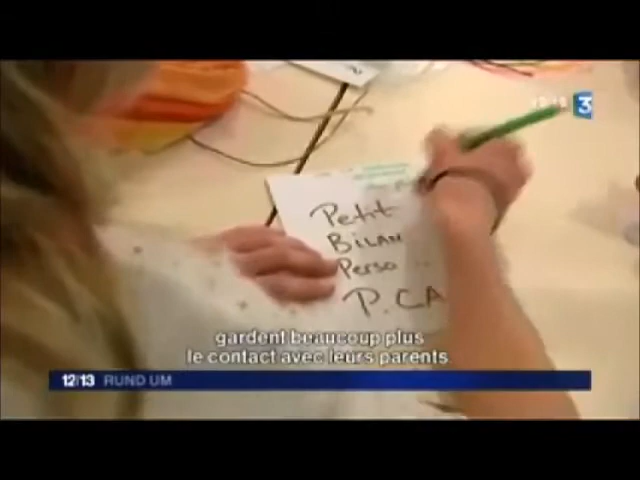 3
Petit
BILAN
Perso
P.CA
gardent beaucoup plus
le contact avec leurs parents
12/13 RUND UM